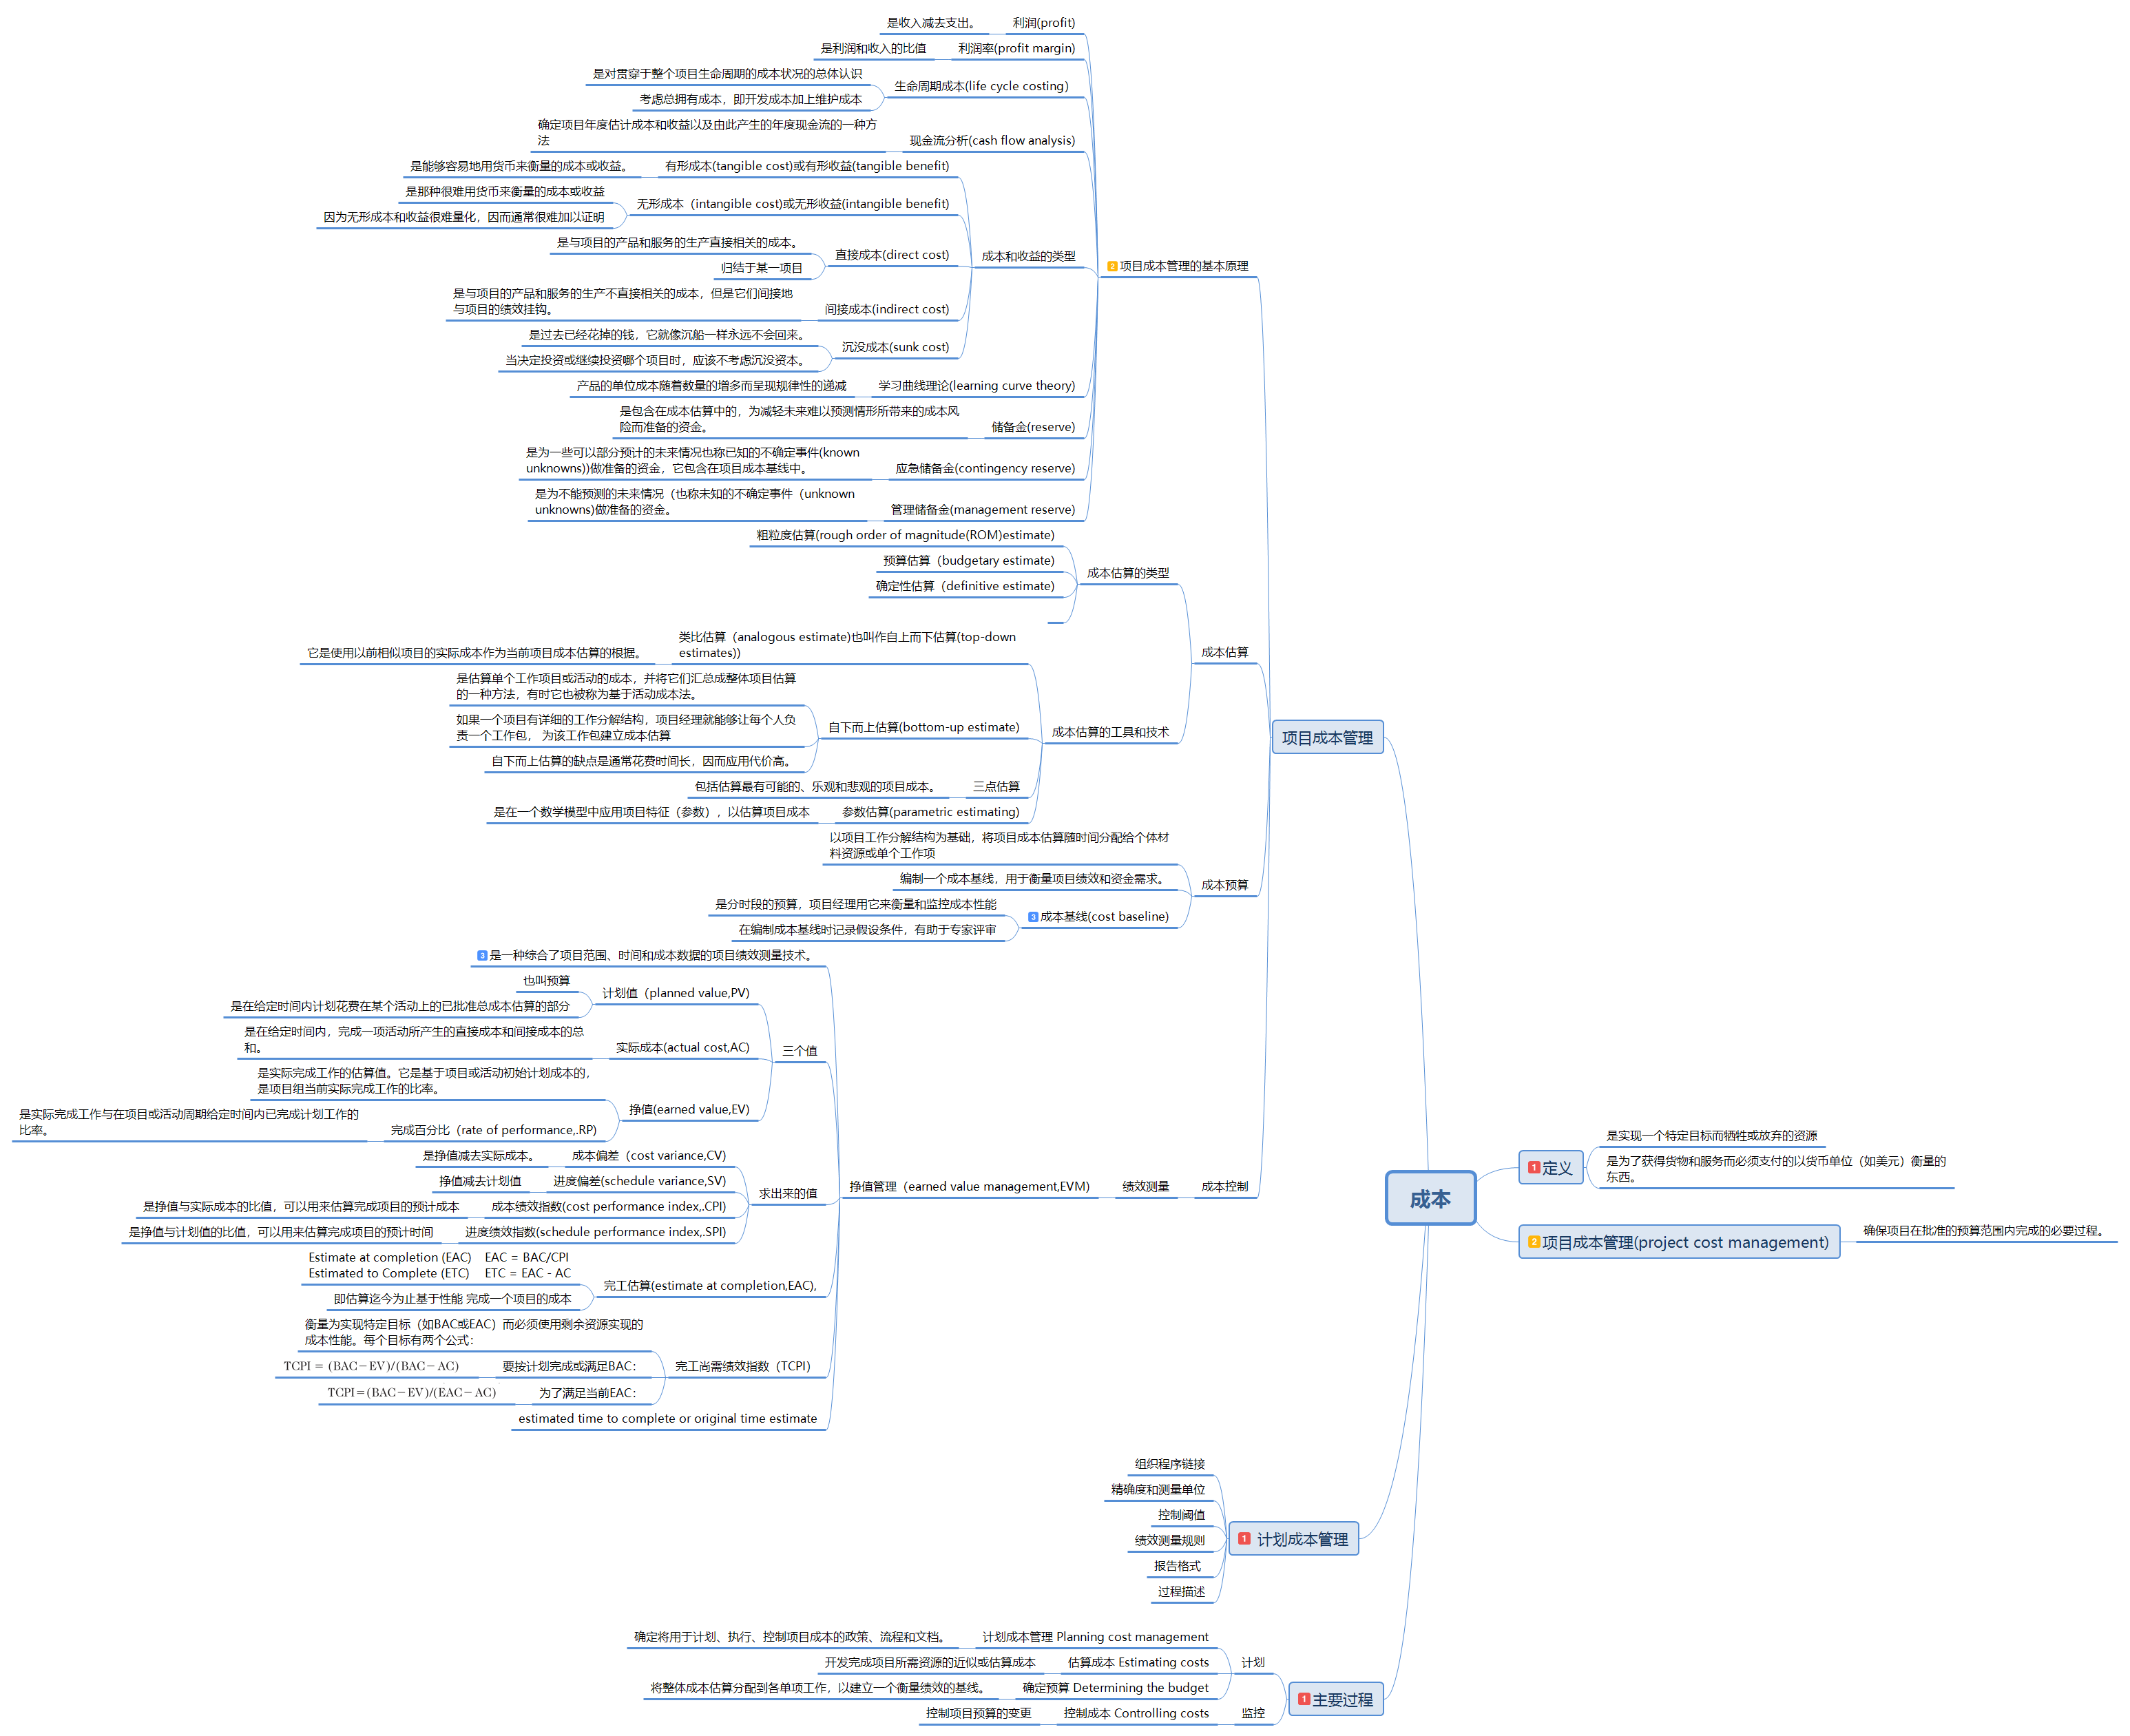 是收入减去支出。
利润(profit)
是利润和收入的比值
利润率(profit margin)
是对贯穿于整个项目生命周期的成本状况的总体认识
考虑总拥有成本，即开发成本加上维护成本
生命周期成本(life cycle costing)
确定项目年度估计成本和收益以及由此产生的年度现金流的一种方
法
现金流分析(cash flow analysis)
是能够容易地用货币来衡量的成本或收益。
有形成本(tangible cost)或有形收益(tangible benefit)
是那种很难用货币来衡量的成本或收益
因为无形成本和收益很难量化，因而通常很难加以证明
无形成本（intangible cost)或无形收益(intangible benefit)
是与项目的产品和服务的生产直接相关的成本。
归结于某一项目
直接成本(direct cost)
成本和收益的类型
2 项目成本管理的基本原理
是与项目的产品和服务的生产不直接相关的成本，但是它们间接地
与项目的绩效挂钩。
间接成本(indirect cost)
是过去已经花掉的钱，它就像沉船一样永远不会回来。
当决定投资或继续投资哪个项目时，应该不考虑沉没资本。
沉没成本(sunk cost)
产品的单位成本随着数量的增多而呈现规律性的递减
学习曲线理论(learning curve theory)
是包含在成本估算中的，为减轻未来难以预测情形所带来的成本风
险而准备的资金。
储备金(reserve)
是为一些可以部分预计的未来情况也称已知的不确定事件(known
unknowns))做准备的资金，它包含在项目成本基线中。
应急储备金(contingency reserve)
是为不能预测的未来情况（也称未知的不确定事件（unknown
unknowns)做准备的资金。
管理储备金(management reserve)
粗粒度估算(rough order of magnitude(ROM)estimate)
预算估算（budgetary estimate)
确定性估算（definitive estimate)
成本估算的类型
成本估算
类比估算（analogous estimate)也叫作自上而下估算(top-down
estimates))
它是使用以前相似项目的实际成本作为当前项目成本估算的根据。
是估算单个工作项目或活动的成本，并将它们汇总成整体项目估算
的一种方法，有时它也被称为基于活动成本法。
如果一个项目有详细的工作分解结构，项目经理就能够让每个人负
责一个工作包， 为该工作包建立成本估算
自下而上估算的缺点是通常花费时间长，因而应用代价高。
自下而上估算(bottom-up estimate)
成本估算的工具和技术
项目成本管理
包括估算最有可能的、乐观和悲观的项目成本。
三点估算
是在一个数学模型中应用项目特征（参数），以估算项目成本
参数估算(parametric estimating)
以项目工作分解结构为基础，将项目成本估算随时间分配给个体材
料资源或单个工作项
编制一个成本基线，用于衡量项目绩效和资金需求。
成本预算
是分时段的预算，项目经理用它来衡量和监控成本性能
在编制成本基线时记录假设条件，有助于专家评审
3 成本基线(cost baseline)
3 是一种综合了项目范围、时间和成本数据的项目绩效测量技术。
也叫预算
是在给定时间内计划花费在某个活动上的已批准总成本估算的部分
计划值（planned value,PV)
是在给定时间内，完成一项活动所产生的直接成本和间接成本的总
和。
实际成本(actual cost,AC)
三个值
是实际完成工作的估算值。它是基于项目或活动初始计划成本的，
是项目组当前实际完成工作的比率。
挣值(earned value,EV)
是实际完成工作与在项目或活动周期给定时间内已完成计划工作的
比率。
完成百分比（rate of performance,.RP)
是挣值减去实际成本。
成本偏差（cost variance,CV)
挣值减去计划值
进度偏差(schedule variance,SV)
求出来的值
是挣值与实际成本的比值，可以用来估算完成项目的预计成本
成本绩效指数(cost performance index,.CPI)
是挣值与计划值的比值，可以用来估算完成项目的预计时间
进度绩效指数(schedule performance index,.SPI)
挣值管理（earned value management,EVM)
绩效测量
成本控制
Estimate at completion (EAC) EAC = BAC/CPI
Estimated to Complete (ETC) ETC = EAC - AC
即估算迄今为止基于性能 完成一个项目的成本
完工估算(estimate at completion,EAC),
衡量为实现特定目标（如BAC或EAC）而必须使用剩余资源实现的
成本性能。每个目标有两个公式：
TCPI = (BAC－EV)/(BAC－AC)
要按计划完成或满足BAC：
完工尚需绩效指数（TCPI）
TCPI＝(BAC－EV)/(EAC－AC)
为了满足当前EAC：
estimated time to complete or original time estimate
成本
1 定义
是实现一个特定目标而牺牲或放弃的资源
是为了获得货物和服务而必须支付的以货币单位（如美元）衡量的
东西。
2 项目成本管理(project cost management)
确保项目在批准的预算范围内完成的必要过程。
组织程序链接
精确度和测量单位
控制阈值
绩效测量规则
报告格式
过程描述
1 计划成本管理
确定将用于计划、执行、控制项目成本的政策、流程和文档。
计划成本管理 Planning cost management
开发完成项目所需资源的近似或估算成本
估算成本 Estimating costs
计划
将整体成本估算分配到各单项工作，以建立一个衡量绩效的基线。
确定预算 Determining the budget
1 主要过程
控制项目预算的变更
控制成本 Controlling costs
监控